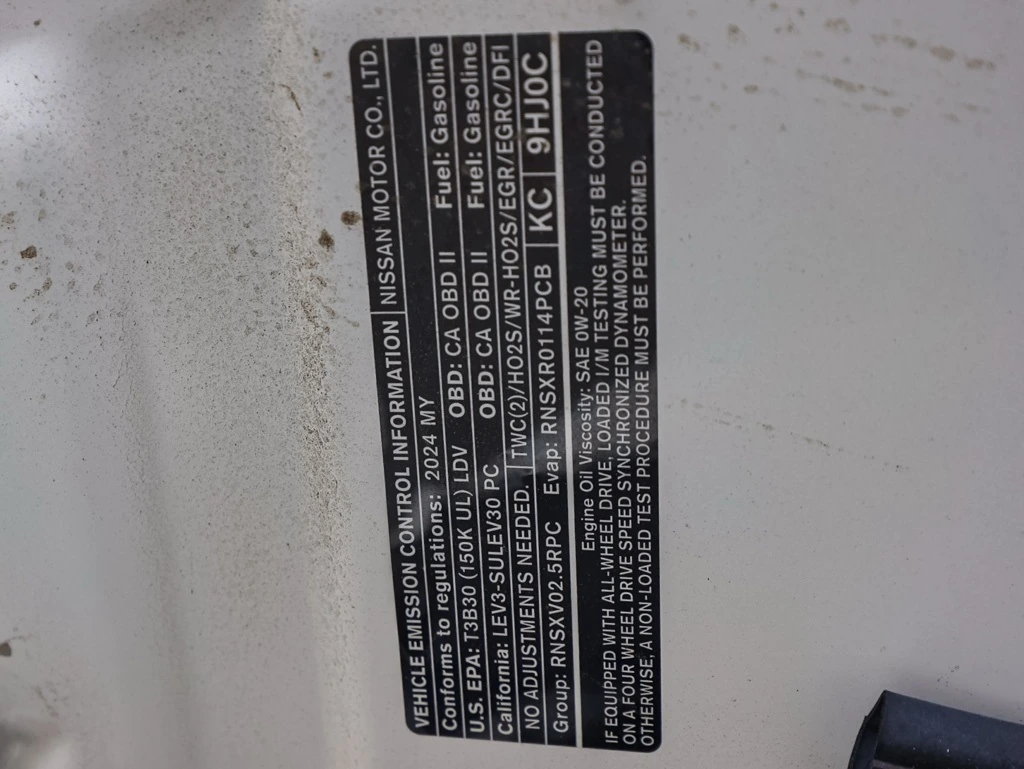 VEHICLE EMISSION CONTROL INFORMATION NISSAN MOTOR CO., LTD.
Conforms to regulations: 2024 MY
U.S. EPA: T3B30 (150K UL) LDV OBD: CA OBD II Fuel: Gasoline
California: LEV3-SULEV30 PC OBD: CA OBD II Fuel: Gasoline
NO ADJUSTMENTS NEEDED. TWC(2)/HO2S/WR-HO2S/EGR/EGRC/DFI
Group: RNSXV02.5RPC Evap: RNSXR0114PCB KC 9HJ0C
Engine Oil Viscosity: SAE 0W-20
IF EQUIPPED WITH ALL-WHEEL DRIVE, LOADED I/M TESTING MUST BE CONDUCTED
ON A FOUR WHEEL DRIVE SPEED SYNCHRONIZED DYNAMOMETER.
OTHERWISE, A NON-LOADED TEST PROCEDURE MUST BE PERFORMED.